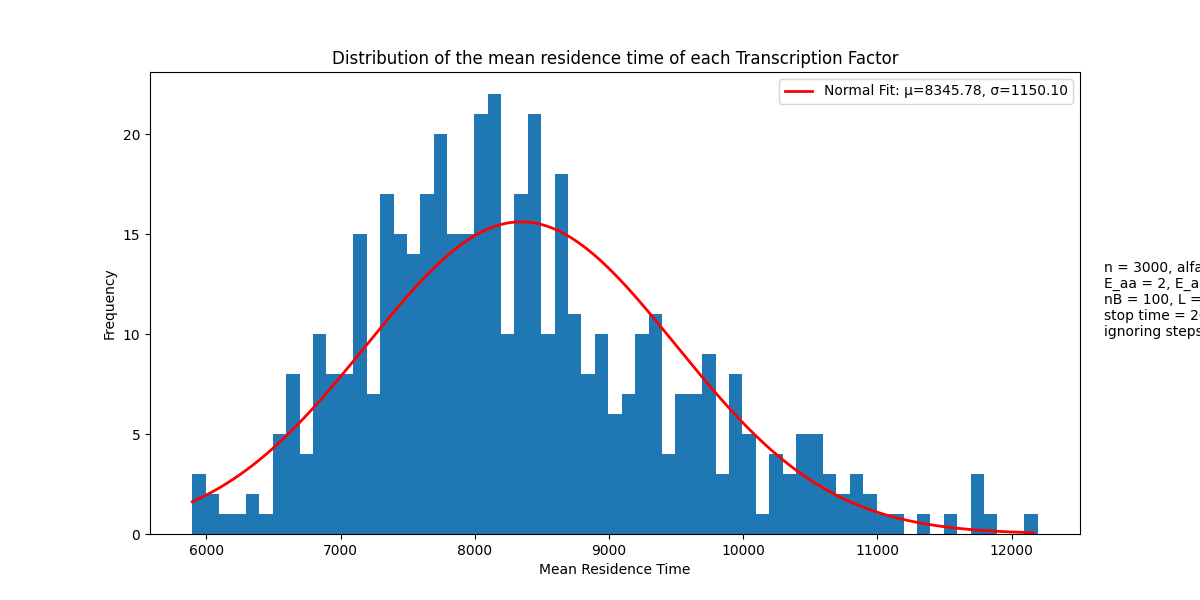 Distribution of the mean residence time of each Transcription Factor
Normal Fit: μ=8345.78, σ=1150.10
20
15
10
5
0
Frequency
6000 7000 8000 9000 10000 11000 12000
Mean Residence Time
n = 3000, alfa
E_aa = 2, E_a
nB = 100, L =
stop time = 2
ignoring steps